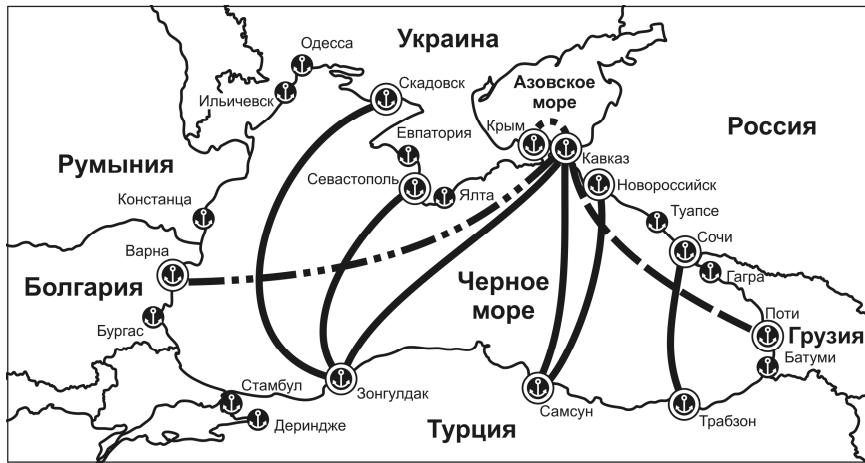 Одесса
Украина
Скадовск
Азовское
море
Ильичевск
Крым
Россия
Евпатория
Кавказ
Румыния
Севастополь
Новороссийск
Ялта
Констанца
Туапсе
Сочи
Варна
Черное
море
Гагра
Болгария
Поти
Грузия
Бургас
Батуми
Стамбул
Зонгулдак
Самсун
Трабзон
Дериндже
Турция